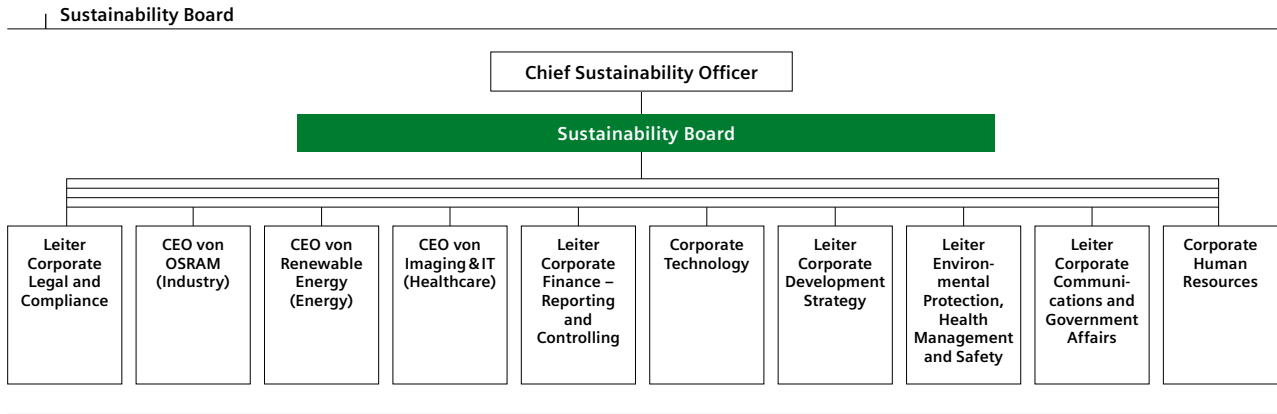 Sustainability Board
Chief Sustainability Officer
Sustainability Board
Leiter
Corporate
Legal and
Compliance
CEO von
OSRAM
(Industry)
CEO von
Renewable
Energy
(Energy)
CEO von
Imaging & IT
(Healthcare)
Leiter
Corporate
Finance –
Reporting
and
Controlling
Corporate
Technology
Leiter
Corporate
Development
Strategy
Leiter
Environ-
mental
Protection,
Health
Management
and Safety
Leiter
Corporate
Communi-
cations and
Government
Affairs
Corporate
Human
Resources